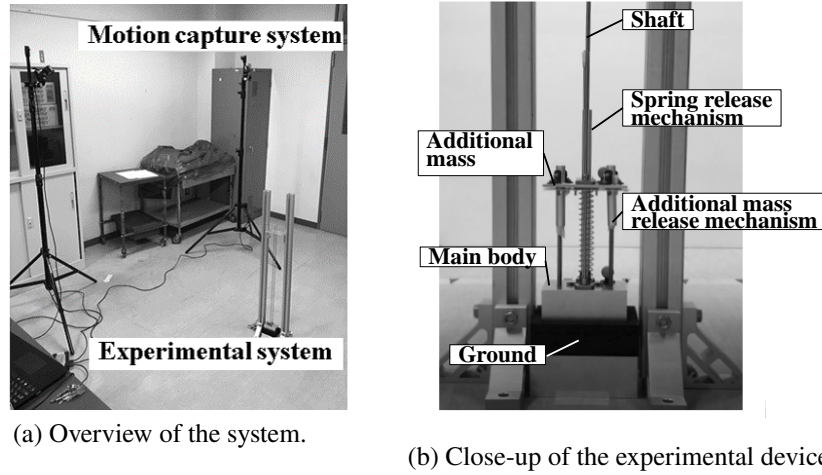 Motion capture system
Experimental system
(a) Overview of the system.
Shaft
Spring release
mechanism
Additional
mass
Additional mass
release mechanism
Main body
Ground
(b) Close-up of the experimental device